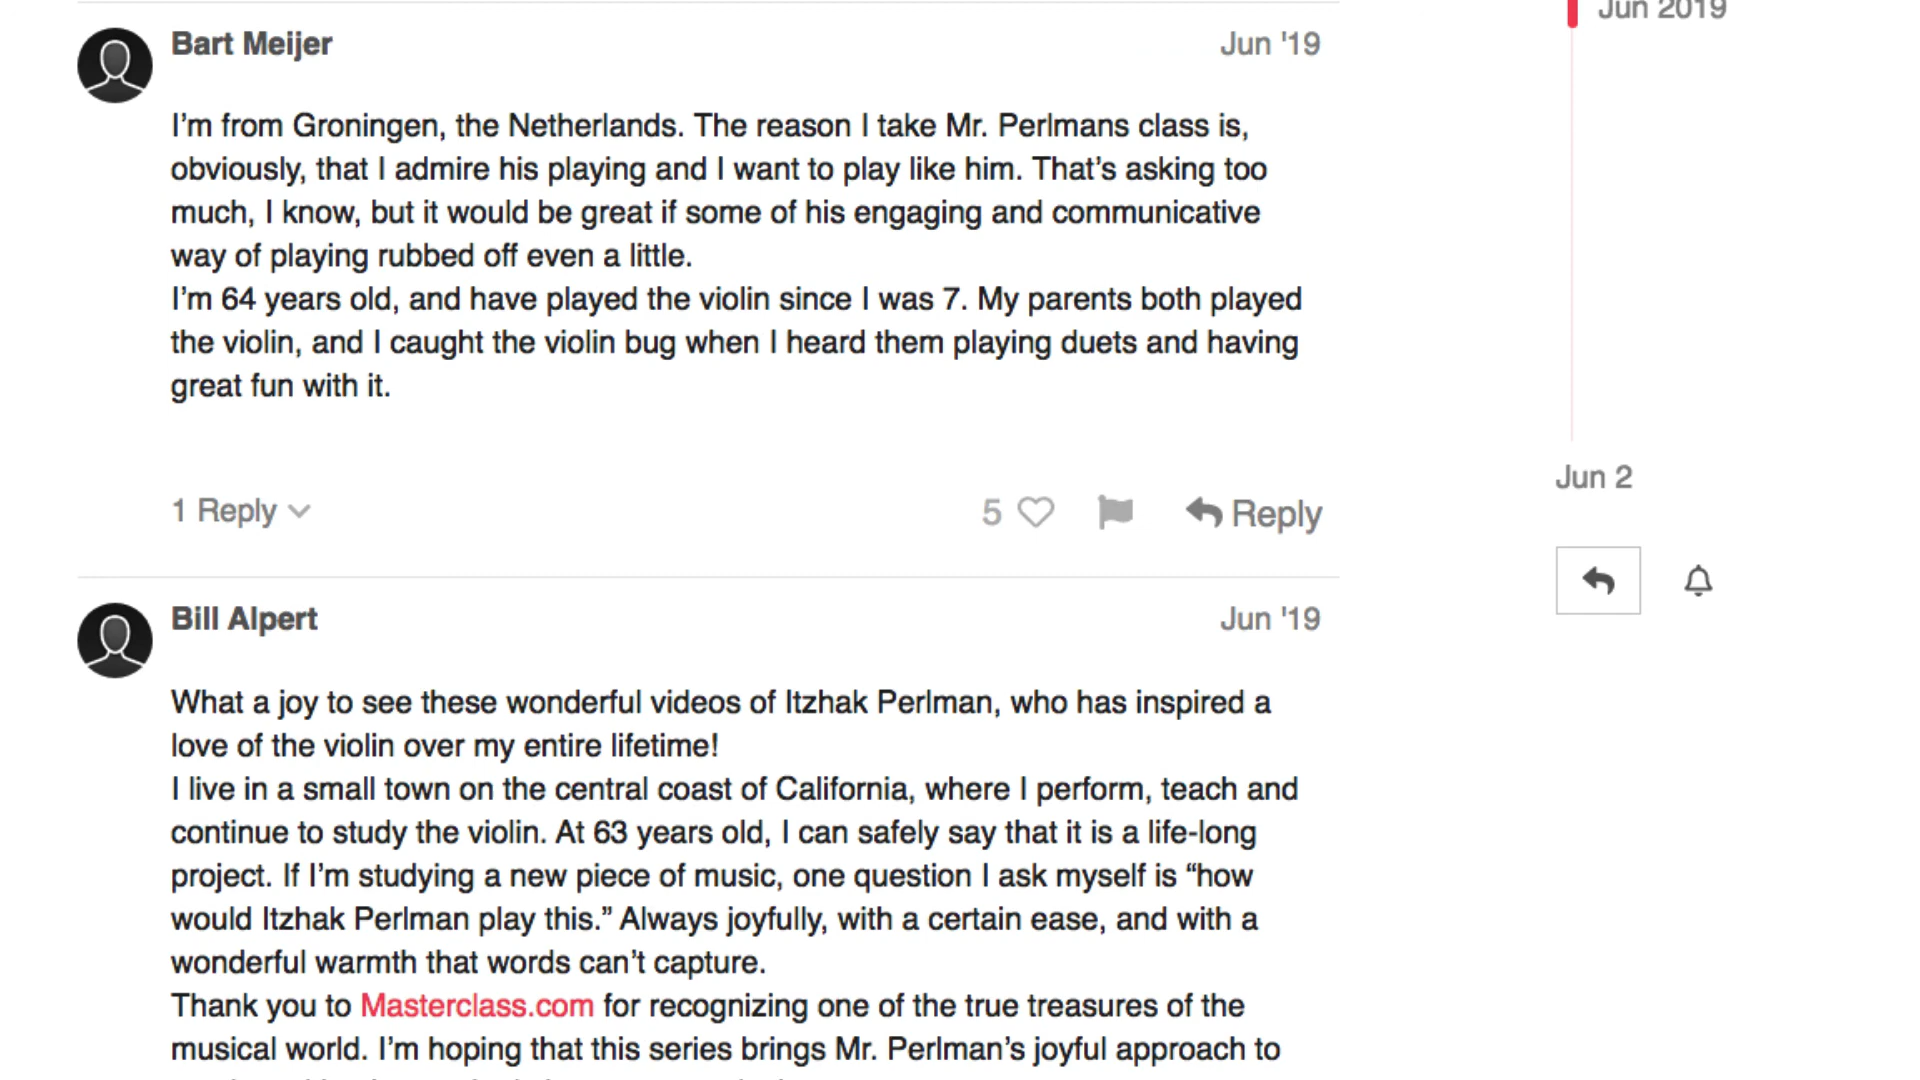 Jun 2019
Bart Meijer
Jun '19
I’m from Groningen, the Netherlands. The reason I take Mr. Perlmans class is,
obviously, that I admire his playing and I want to play like him. That’s asking too
much, I know, but it would be great if some of his engaging and communicative
way of playing rubbed off even a little.
I’m 64 years old, and have played the violin since I was 7. My parents both played
the violin, and I caught the violin bug when I heard them playing duets and having
great fun with it.
Jun 2
1 Reply
5
Reply
Bill Alpert
Jun '19
What a joy to see these wonderful videos of Itzhak Perlman, who has inspired a
love of the violin over my entire lifetime!
I live in a small town on the central coast of California, where I perform, teach and
continue to study the violin. At 63 years old, I can safely say that it is a life-long
project. If I’m studying a new piece of music, one question I ask myself is “how
would Itzhak Perlman play this.” Always joyfully, with a certain ease, and with a
wonderful warmth that words can’t capture.
Thank you to Masterclass.com for recognizing one of the true treasures of the
musical world. I’m hoping that this series brings Mr. Perlman’s joyful approach to